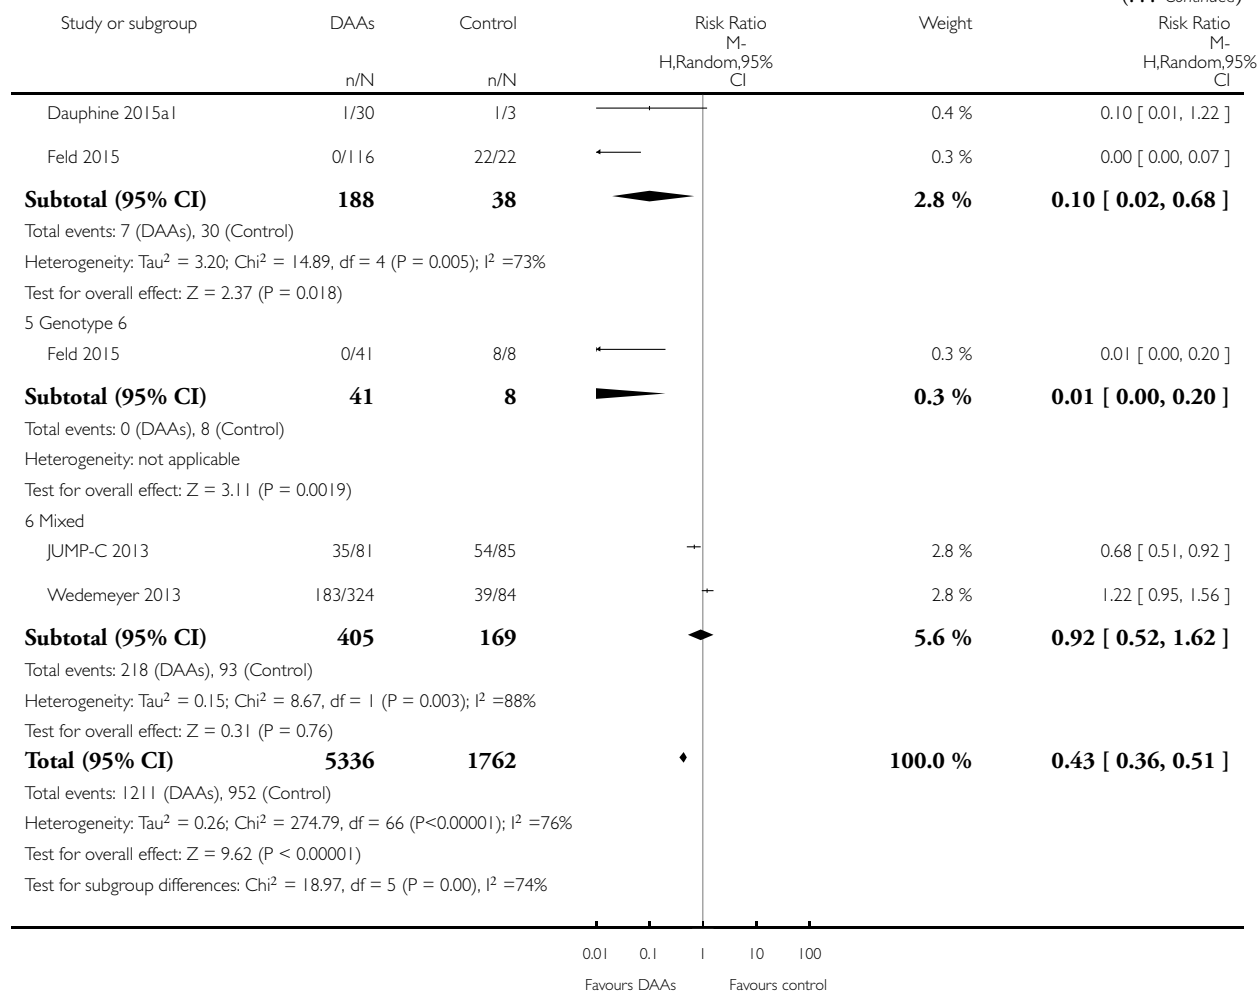 Continued)
Study or subgroup DAAs Control Risk Ratio Weight Risk Ratio
n/N n/N M-H,Random,95% CI M-H,Random,95% CI
Dauphine 2015a1 1/30 1/3 0.4 % 0.10 [ 0.01, 1.22 ]
Feld 2015 0/116 22/22 0.3 % 0.00 [ 0.00, 0.07 ]
Subtotal (95% CI) 188 38 2.8 % 0.10 [ 0.02, 0.68 ]
Total events: 7 (DAAs), 30 (Control)
Heterogeneity: Tau² = 3.20; Chi² = 14.89, df = 4 (P = 0.005); I² =73%
Test for overall effect: Z = 2.37 (P = 0.018)
5 Genotype 6
Feld 2015 0/41 8/8 0.3 % 0.01 [ 0.00, 0.20 ]
Subtotal (95% CI) 41 8 0.3 % 0.01 [ 0.00, 0.20 ]
Total events: 0 (DAAs), 8 (Control)
Heterogeneity: not applicable
Test for overall effect: Z = 3.11 (P = 0.0019)
6 Mixed
JUMP-C 2013 35/81 54/85 2.8 % 0.68 [ 0.51, 0.92 ]
Wedemeyer 2013 183/324 39/84 2.8 % 1.22 [ 0.95, 1.56 ]
Subtotal (95% CI) 405 169 5.6 % 0.92 [ 0.52, 1.62 ]
Total events: 218 (DAAs), 93 (Control)
Heterogeneity: Tau² = 0.15; Chi² = 8.67, df = 1 (P = 0.003); I² =88%
Test for overall effect: Z = 0.31 (P = 0.76)
Total (95% CI) 5336 1762 100.0 % 0.43 [ 0.36, 0.51 ]
Total events: 1211 (DAAs), 952 (Control)
Heterogeneity: Tau² = 0.26; Chi² = 274.79, df = 66 (P<0.00001); I² =76%
Test for overall effect: Z = 9.62 (P < 0.00001)
Test for subgroup differences: Chi² = 18.97, df = 5 (P = 0.00), I² =74%
0.01 0.1 1 10 100
Favours DAAs Favours control